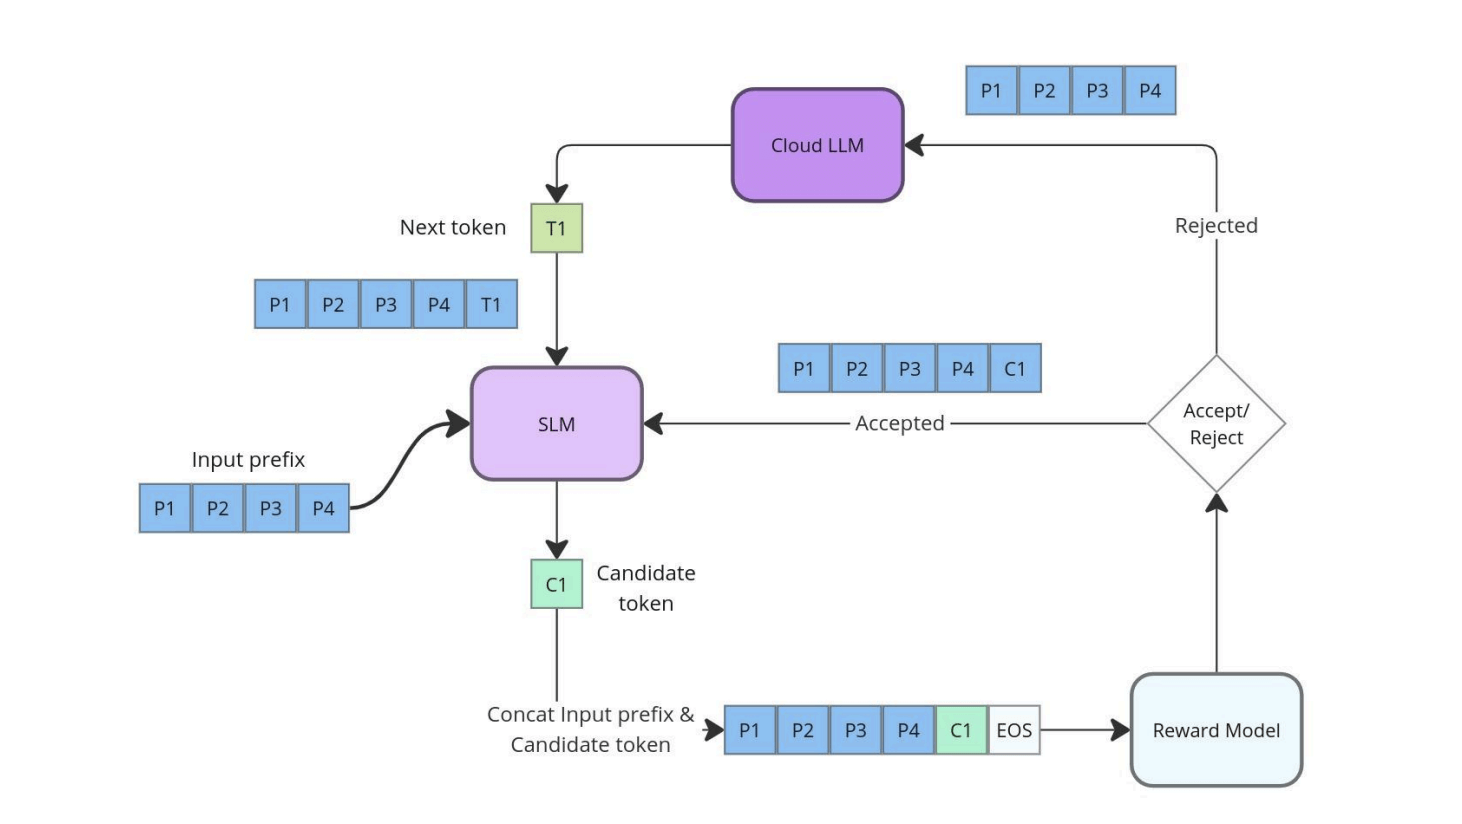 P1 P2 P3 P4
Cloud LLM
Rejected
Next token
T1
P1 P2 P3 P4 T1
P1 P2 P3 P4 C1
SLM
Accepted
Accept/
Reject
Input prefix
P1 P2 P3 P4
C1
Candidate
token
Concat Input prefix &
Candidate token
P1 P2 P3 P4 C1 EOS
Reward Model